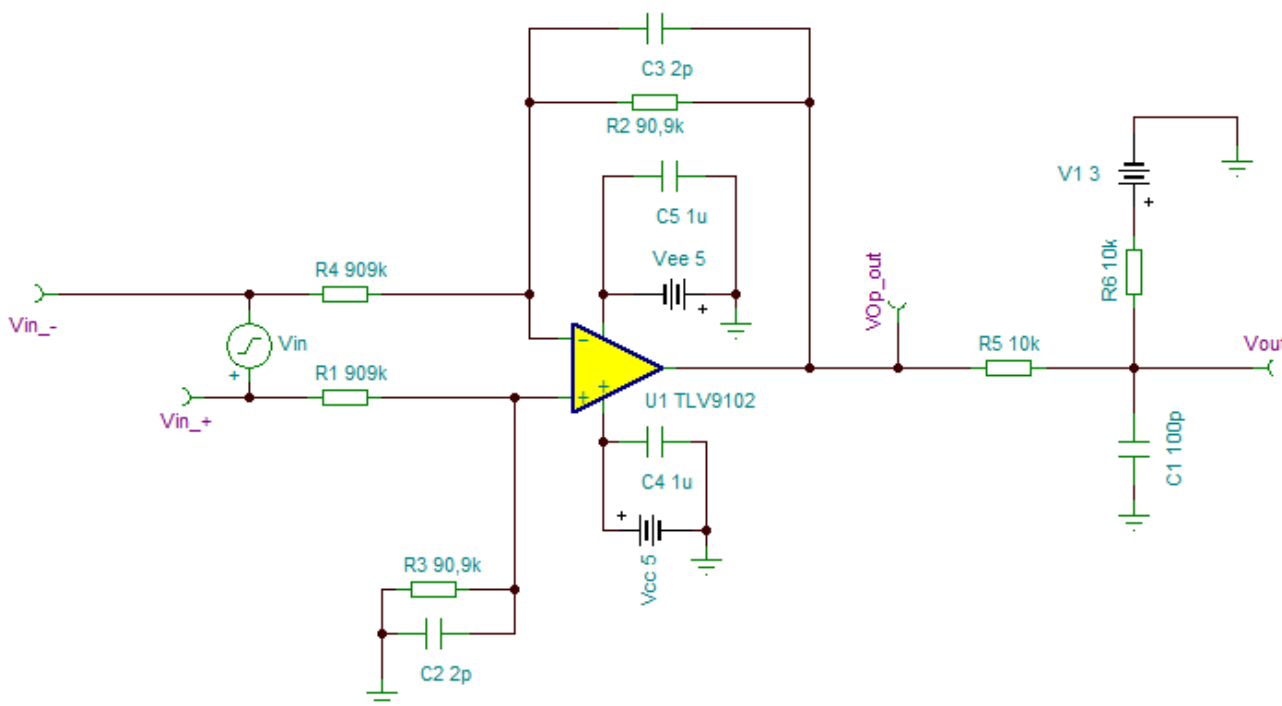 C3 2p
R2 90,9k
C5 1u
Vee 5
+
V1 3
+
R6 10k
R4 909k
Vin_-
Vin
+
R1 909k
Vin_+
-
+
+
U1 TLV9102
VOp_out
R5 10k
Vout
C1 100p
C4 1u
+
Vcc 5
R3 90,9k
C2 2p